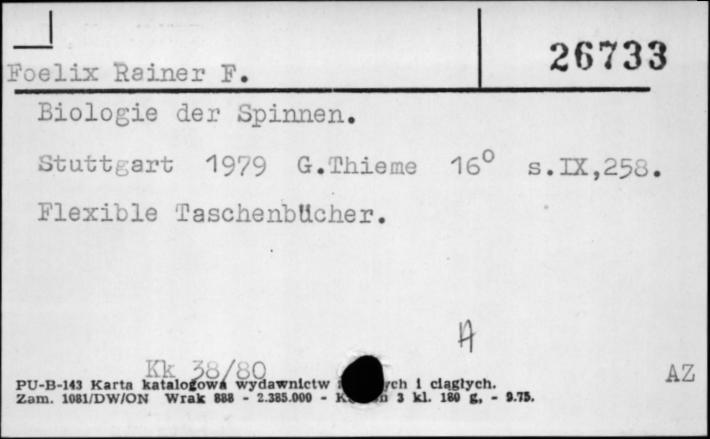 26733
Foelix Rainer F.
Biologie der Spinnen.
Stuttgart 1979 G.Thieme 16° s.IX,258.
Flexible Taschenbücher.
A
Kk 38/80
AZ
PU-B-143 Karta katalogowa wydawnictw ych i ciągłych.
Zam. 1081/DW/ON Wrak 888 - 2.385.000 - K 3 kl. 180 g, - 9.75.